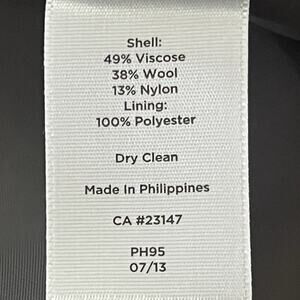 Shell:
49% Viscose
38% Wool
13% Nylon
Lining:
100% Polyester
Dry Clean
Made In Philippines
CA #23147
PH95
07/13